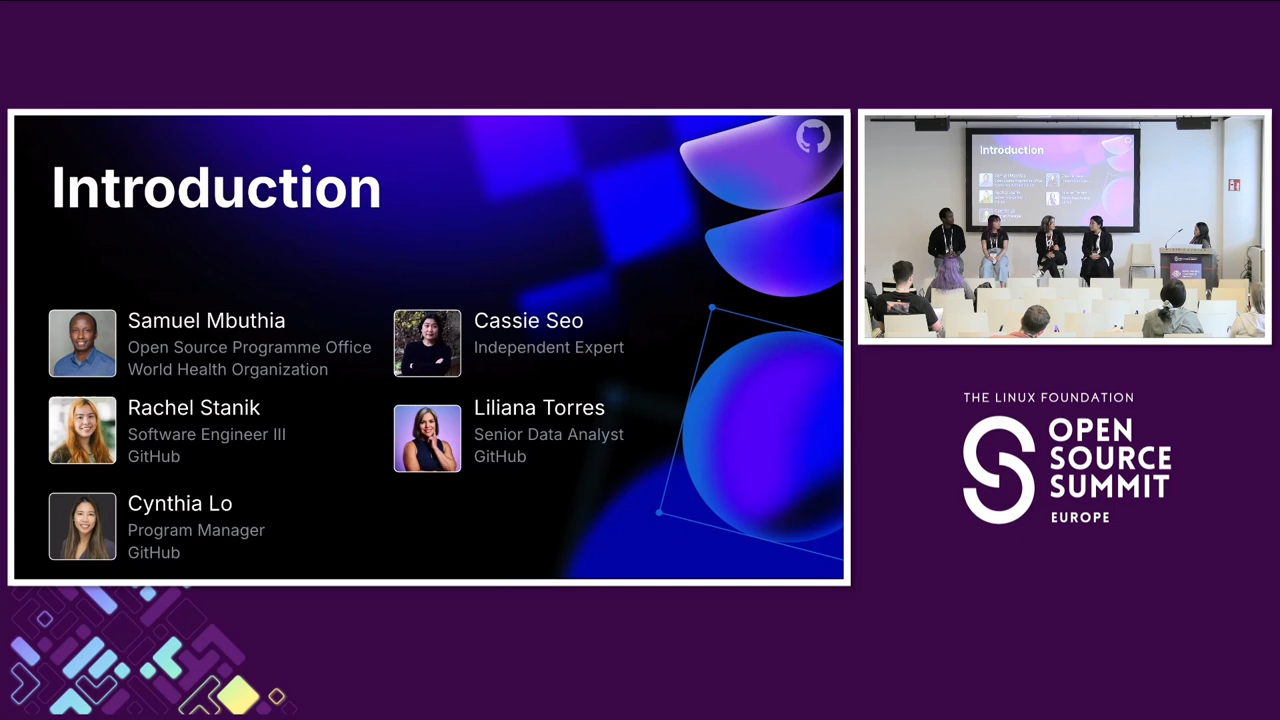 Introduction
Samuel Mbuthia
Open Source Programme Office
World Health Organization
Rachel Stanik
Software Engineer III
GitHub
Cynthia Lo
Program Manager
GitHub
Cassie Seo
Independent Expert
Liliana Torres
Senior Data Analyst
GitHub
Introduction
THE LINUX FOUNDATION
OPEN
SOURCE
SUMMIT
EUROPE